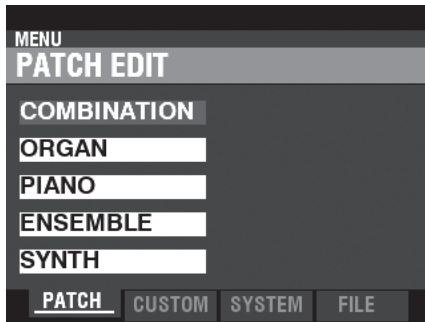 MENU
PATCH EDIT
COMBINATION
ORGAN
PIANO
ENSEMBLE
SYNTH
PATCH CUSTOM SYSTEM FILE